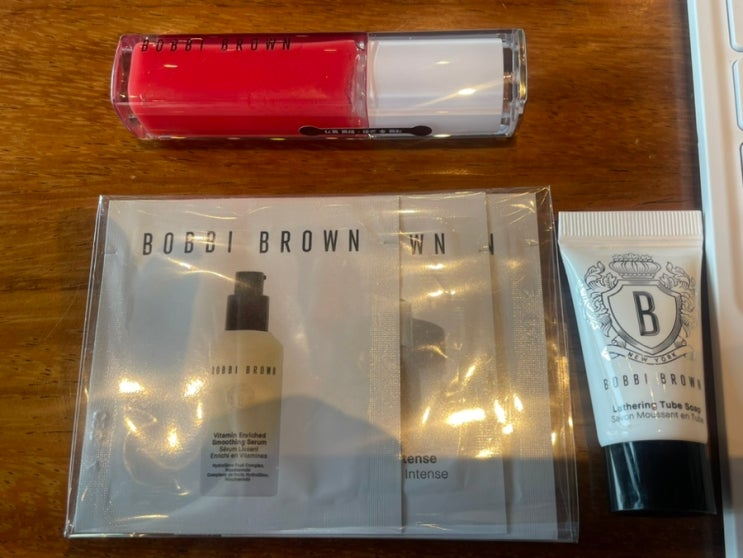 BOBBI BROWN
BOBBI BROWN
WN
N
BOBBI BROWN
Vitamin Enriched
Smoothing Serum
Sérum Lissant
Enrichi en Vitamines
tense
Intense
B
NEW YORK
BOBBI BROWN
Lathering Tube Soap
Savon Moussant en Tube